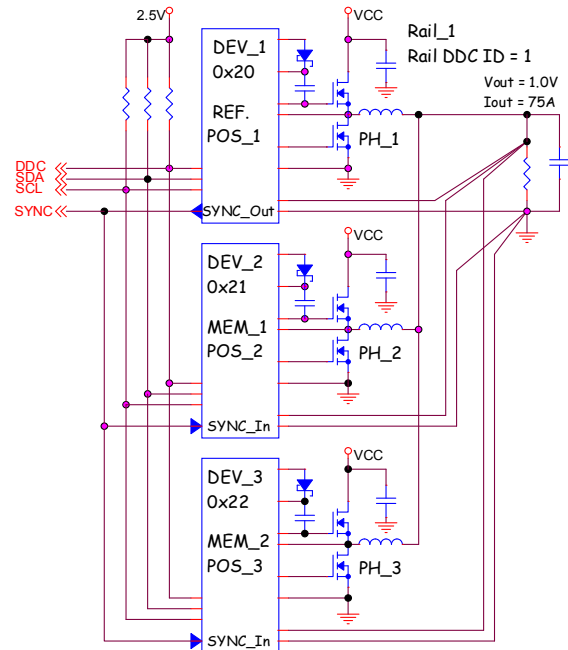 2.5V
VCC
Rail_1
Rail DDC ID = 1
DEV_1
0x20
REF.
POS_1
PH_1
Vout = 1.0V
Iout = 75A
DDC
SDA
SCL
SYNC
SYNC_Out
VCC
DEV_2
0x21
MEM_1
POS_2
PH_2
SYNC_In
VCC
DEV_3
0x22
MEM_2
POS_3
PH_3
SYNC_In